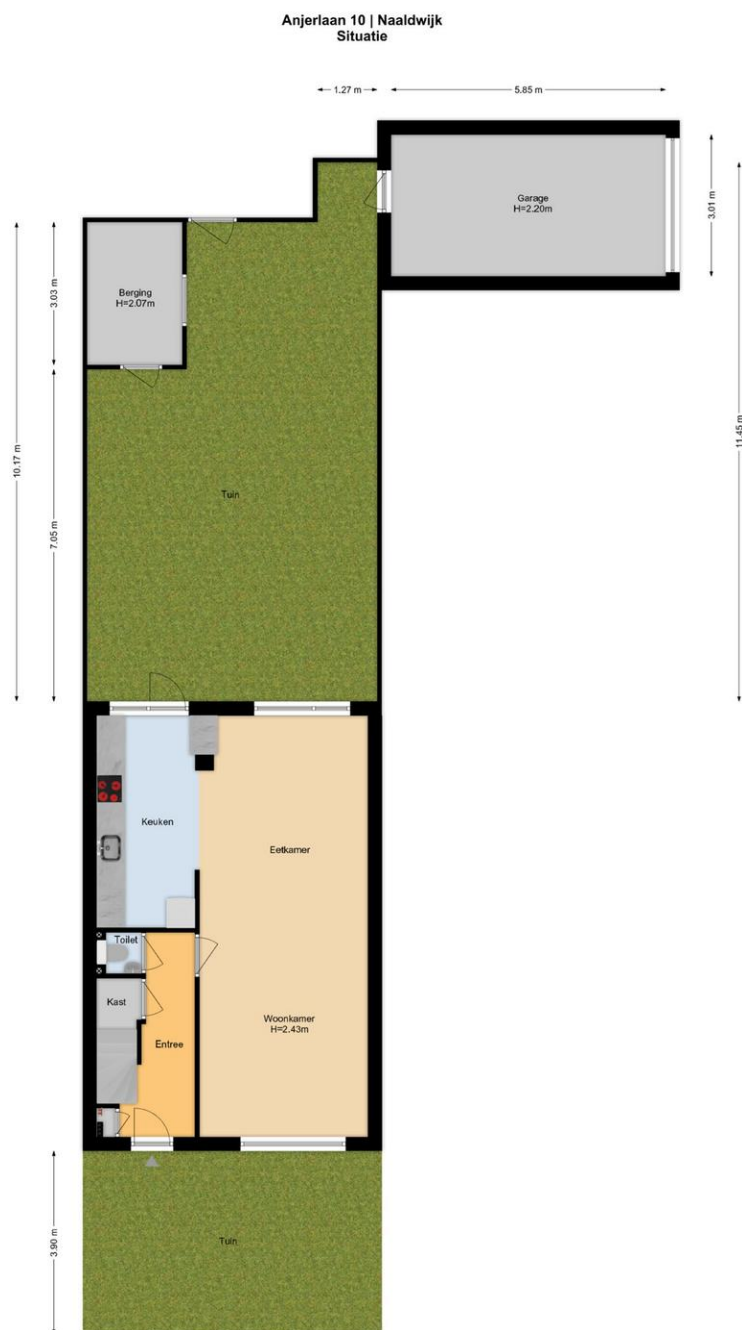 Anjerlaan 10 | Naaldwijk
Situatie
1.27 m
5.85 m
Garage
H=2.20m
3.01 m
Berging
H=2.07m
3.03 m
10.17 m
11.45 m
Tuin
7.05 m
Keuken
Eetkamer
Toilet
Kast
Woonkamer
H=2.43m
Entree
3.90 m
Tuin